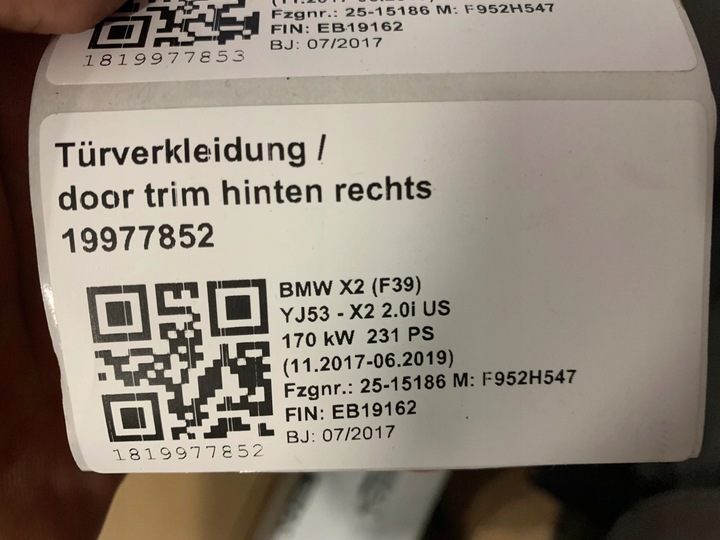 Fzgnr.: 25-15186 M: F952H547
FIN: EB19162
BJ: 07/2017
1819977853
Türverkleidung /
door trim hinten rechts
19977852
BMW X2 (F39)
YJ53 - X2 2.0i US
170 kW 231 PS
(11.2017-06.2019)
Fzgnr.: 25-15186 M: F952H547
FIN: EB19162
BJ: 07/2017
1819977852